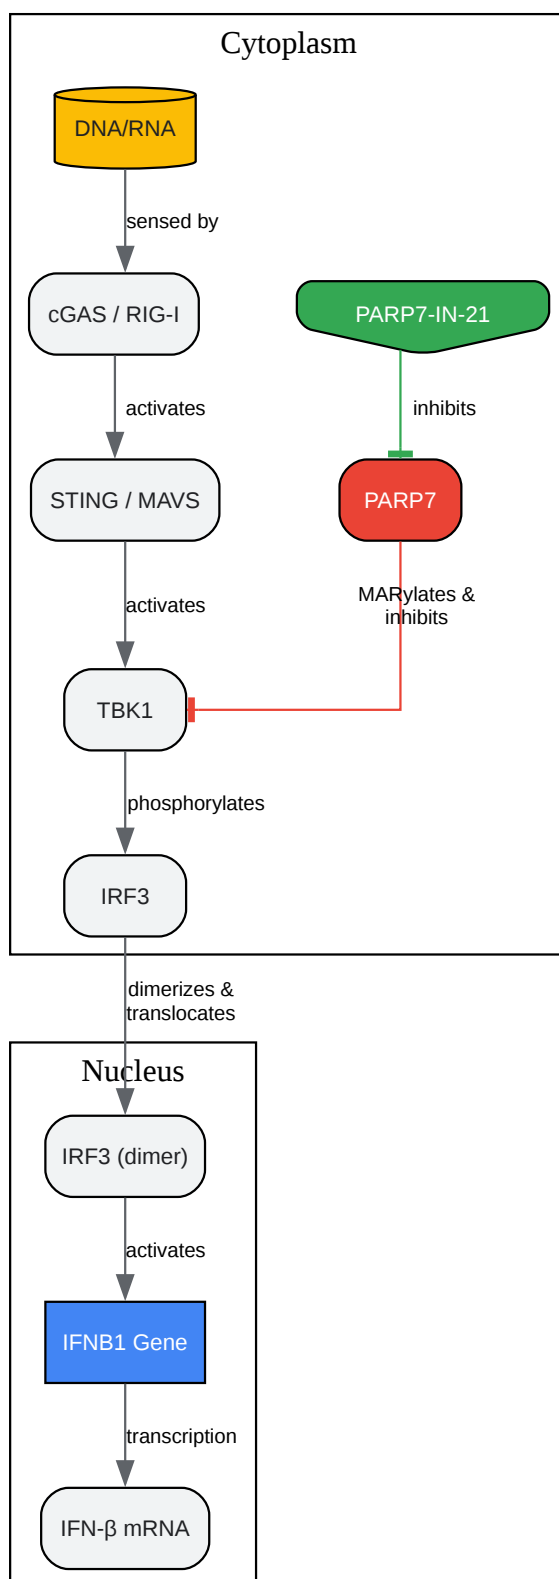 Cytoplasm
DNA/RNA
sensed by
cGAS / RIG-I
PARP7-IN-21
activates
inhibits
STING / MAVS
PARP7
activates
MARylates &
inhibits
TBK1
phosphorylates
IRF3
dimerizes &
translocates
Nucleus
IRF3 (dimer)
activates
IFNB1 Gene
transcription
IFN-β mRNA